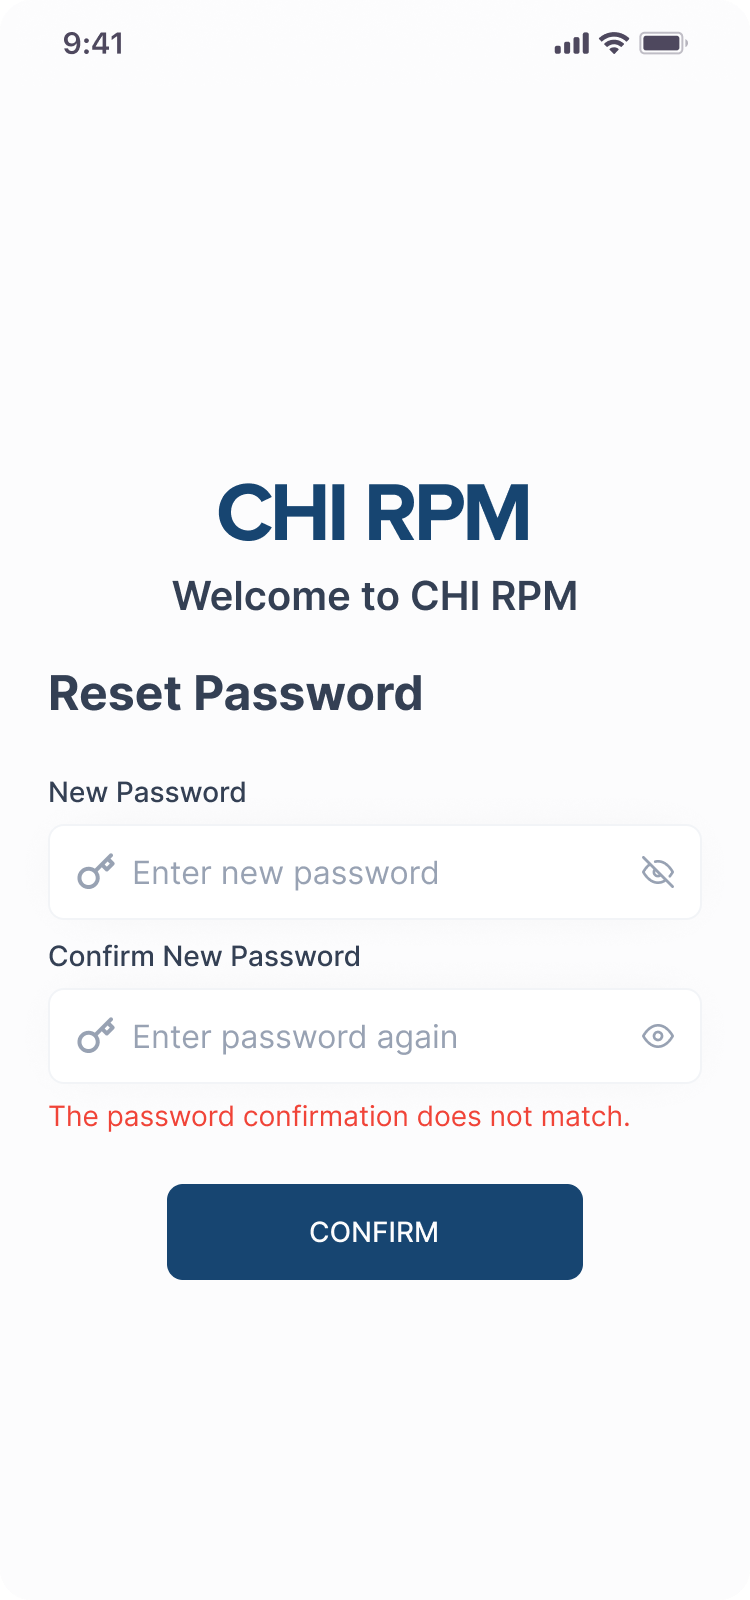 9:41
CHI RPM
Welcome to CHI RPM
Reset Password
New Password
Enter new password
Confirm New Password
Enter password again
The password confirmation does not match.
CONFIRM